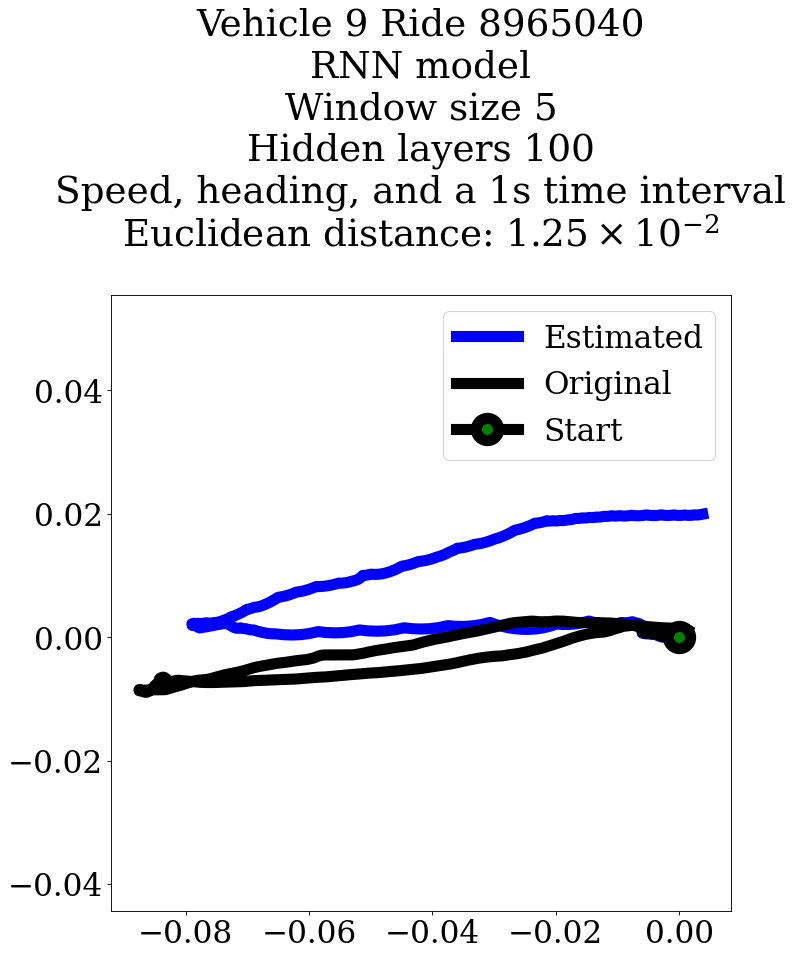 Vehicle 9 Ride 8965040
RNN model
Window size 5
Hidden layers 100
Speed, heading, and a 1s time interval
Euclidean distance: 1.25 × 10⁻²
Estimated
Original
Start
0.04
0.02
0.00
−0.02
−0.04
−0.08 −0.06 −0.04 −0.02 0.00